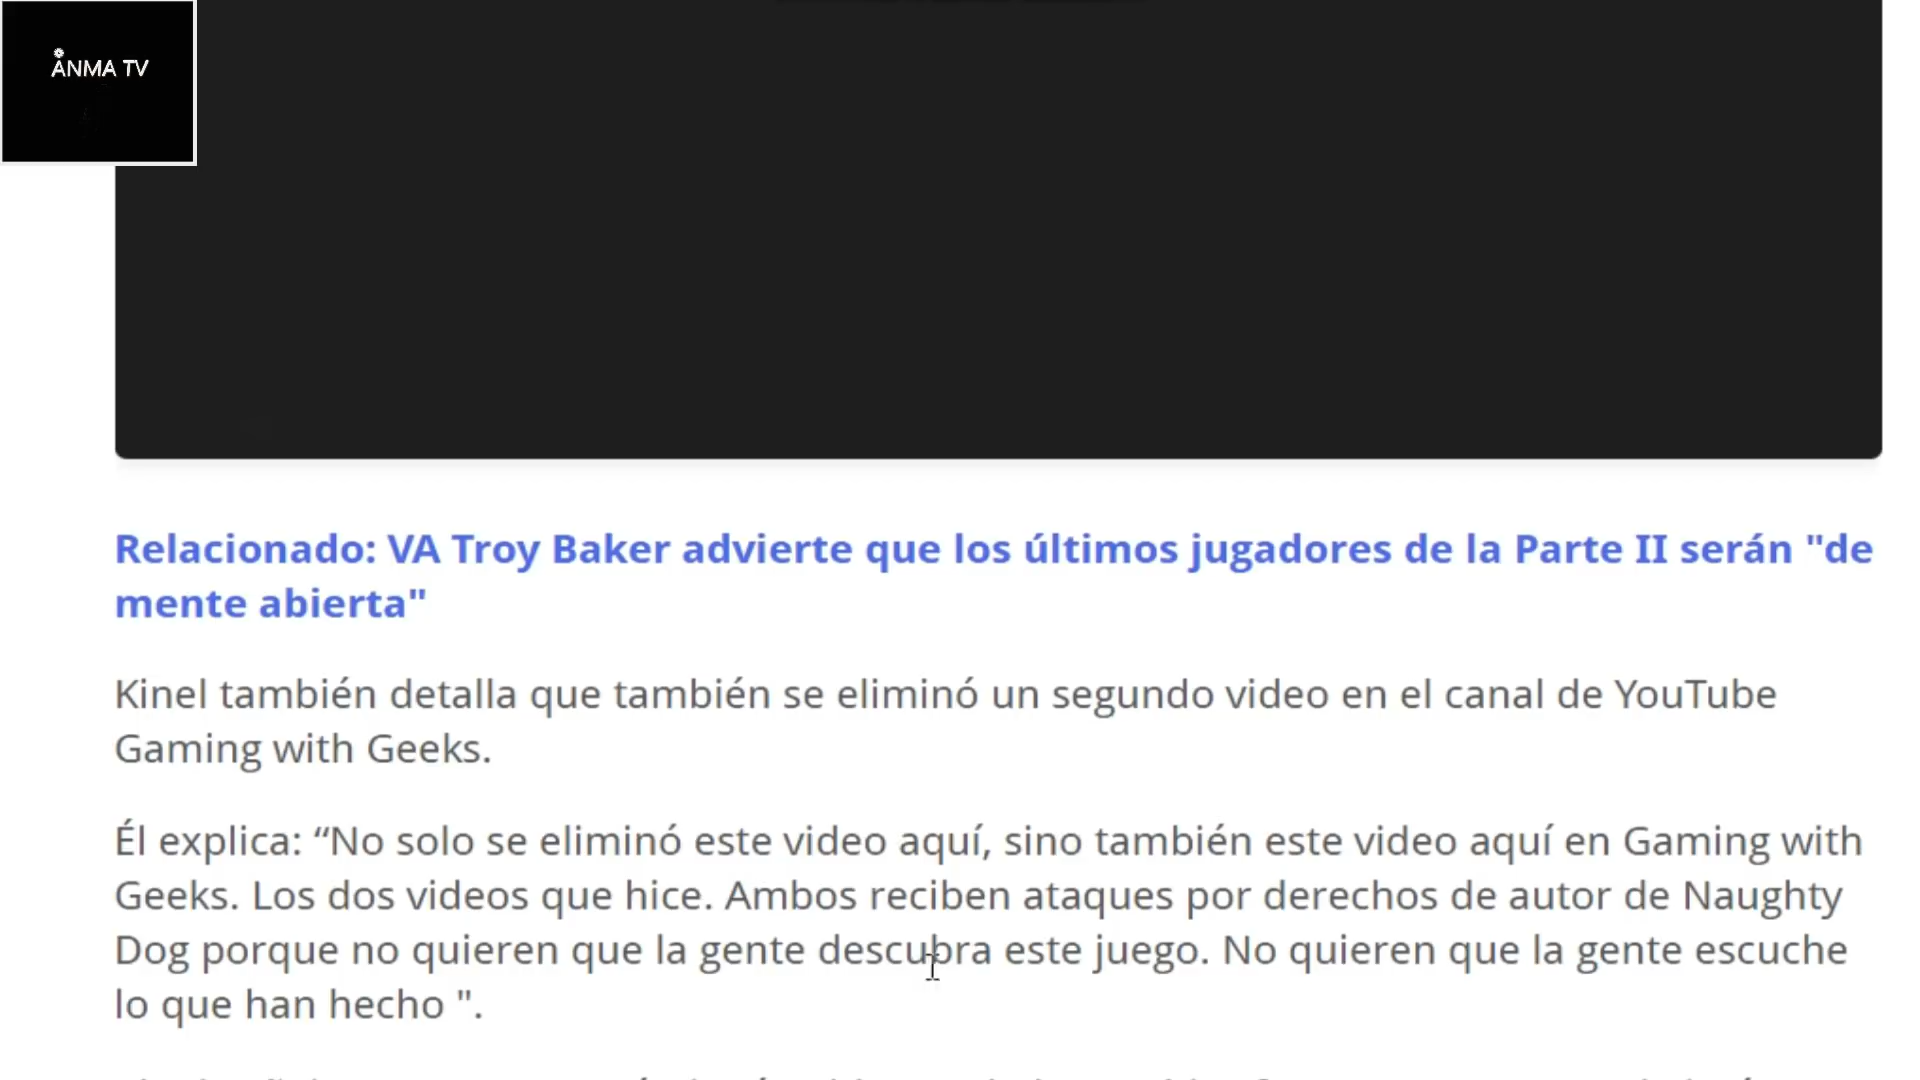 ANMA TV
Relacionado: VA Troy Baker advierte que los últimos jugadores de la Parte II serán "de
mente abierta"
Kinel también detalla que también se eliminó un segundo video en el canal de YouTube
Gaming with Geeks.
Él explica: “No solo se eliminó este video aquí, sino también este video aquí en Gaming with
Geeks. Los dos videos que hice. Ambos reciben ataques por derechos de autor de Naughty
Dog porque no quieren que la gente descubra este juego. No quieren que la gente escuche
lo que han hecho ".